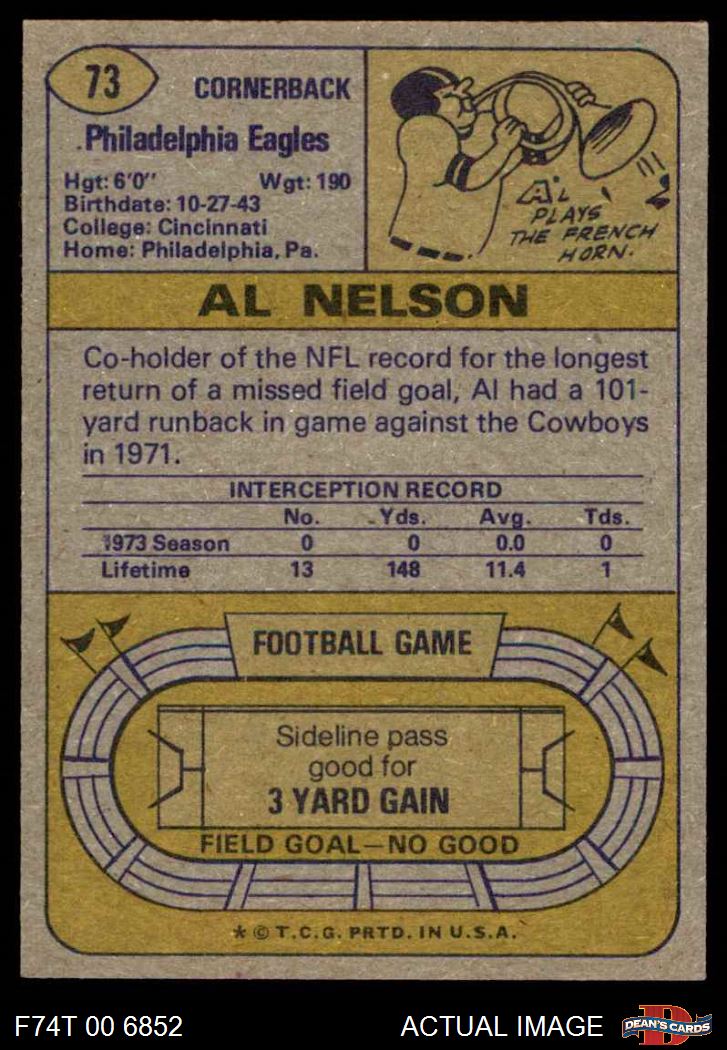 73
CORNERBACK
Philadelphia Eagles
Hgt: 6'0" Wgt: 190
Birthdate: 10-27-43
College: Cincinnati
Home: Philadelphia, Pa.
AL
PLAYS
THE FRENCH
HORN.
AL NELSON
Co-holder of the NFL record for the longest
return of a missed field goal, Al had a 101-
yard runback in game against the Cowboys
in 1971.
INTERCEPTION RECORD
No. Yds. Avg. Tds.
1973 Season 0 0 0.0 0
Lifetime 13 148 11.4 1
FOOTBALL GAME
Sideline pass
good for
3 YARD GAIN
FIELD GOAL—NO GOOD
* © T.C.G. PRTD. IN U.S.A.
F74T 00 6852
ACTUAL IMAGE
D
DEAN'S CARDS